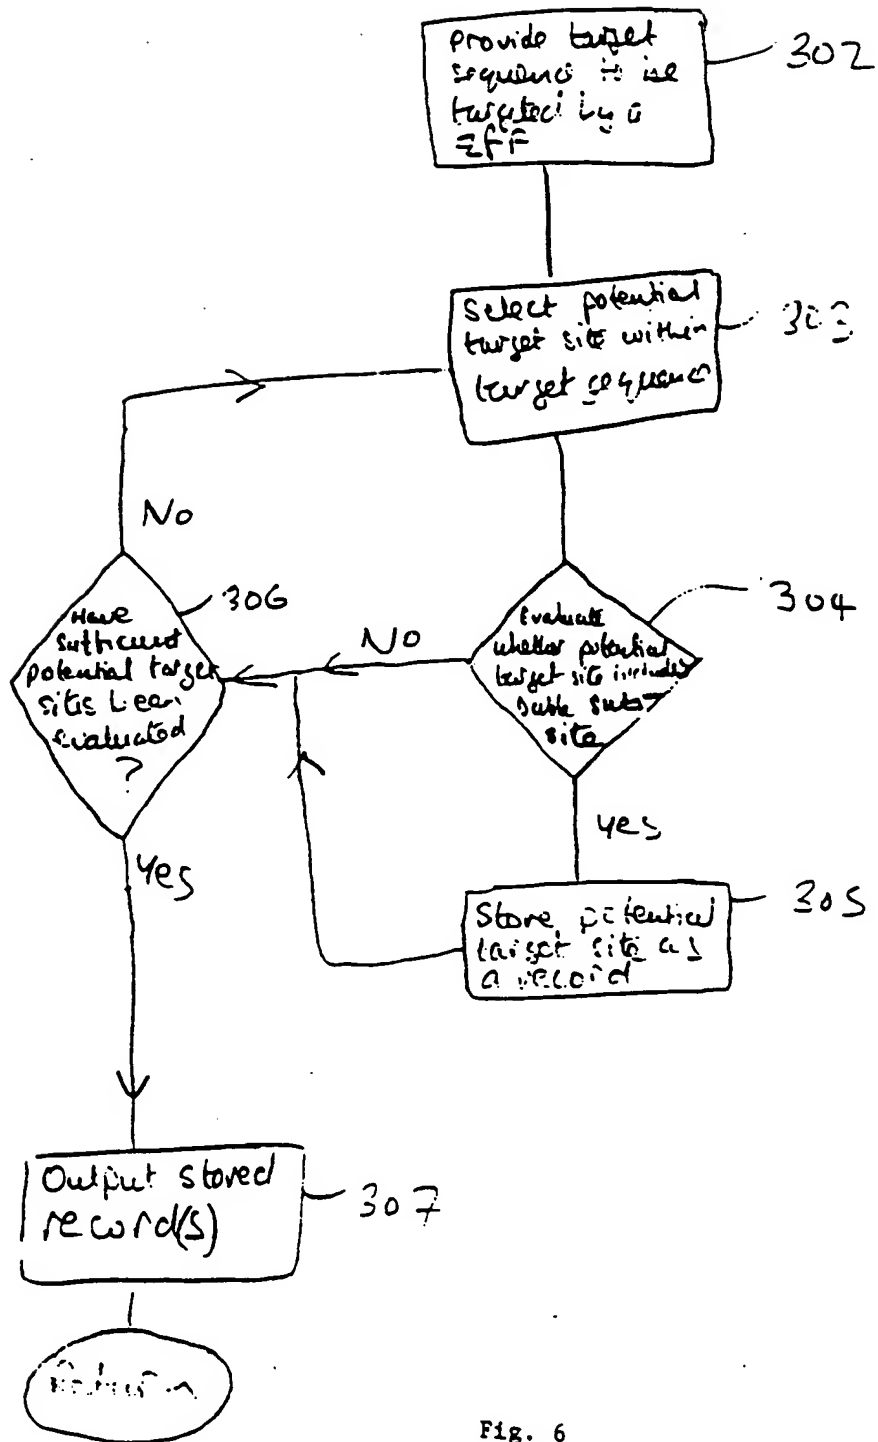 Provide target
sequence to be
targeted by a
ZFP
302
Select potential
target site within
target sequence
303
No
Have
sufficient
potential target
sites been
evaluated
?
306
No
Evaluate
whether potential
target site includes
site
304
Yes
Yes
Store potential
target site as
a record
305
Output stored
record(s)
307
Fig. 6